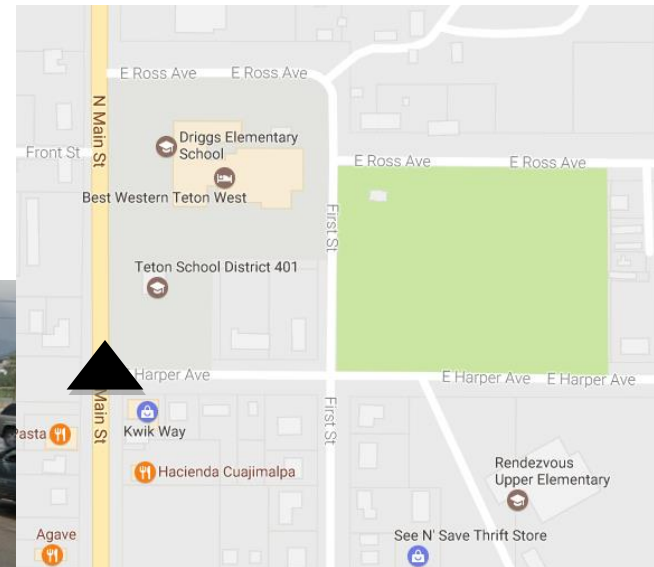 E Ross Ave
E Ross Ave
N Main St
Driggs Elementary
School
Front St
E Ross Ave
E Ross Ave
Best Western Teton West
First St
Teton School District 401
Harper Ave
E Harper Ave
E Harper Ave
Main St
First St
Pasta
Kwik Way
Hacienda Cuajimalpa
Rendezvous
Upper Elementary
Agave
See N' Save Thrift Store